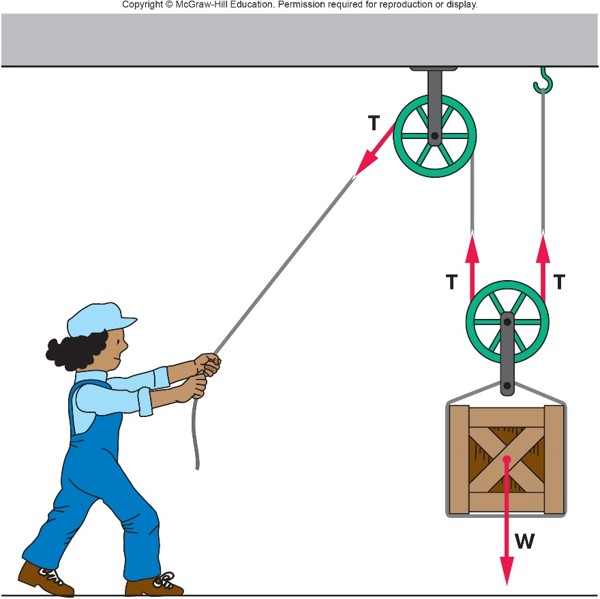 Copyright © McGraw-Hill Education. Permission required for reproduction or display.
T
T
T
W